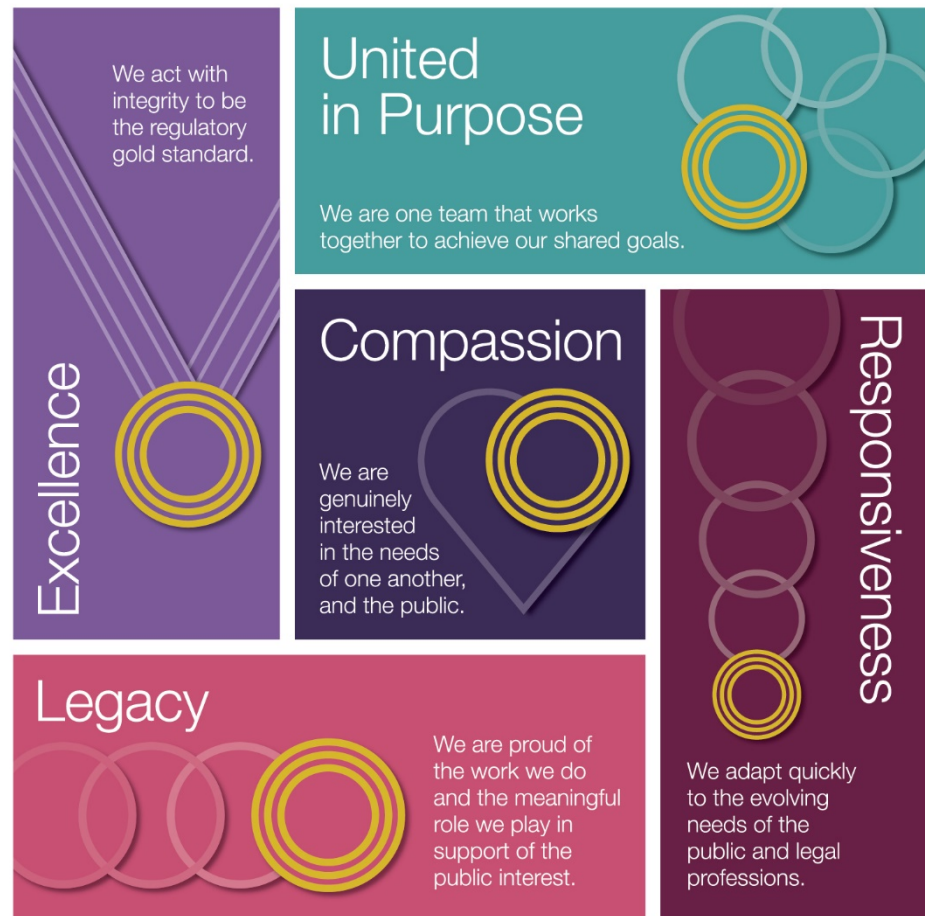 Excellence
We act with
integrity to be
the regulatory
gold standard.
United
in Purpose
We are one team that works
together to achieve our shared goals.
Compassion
We are
genuinely
interested
in the needs
of one another,
and the public.
Responsiveness
We adapt quickly
to the evolving
needs of the
public and legal
professions.
Legacy
We are proud of
the work we do
and the meaningful
role we play in
support of the
public interest.